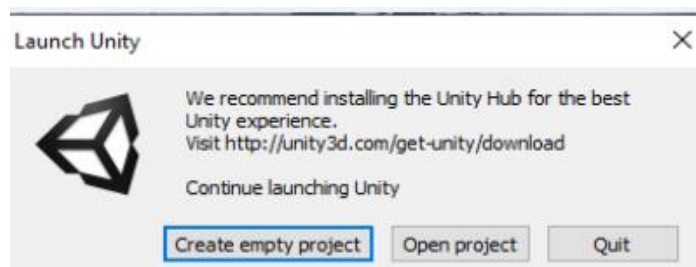 Launch Unity
We recommend installing the Unity Hub for the best
Unity experience.
Visit http://unity3d.com/get-unity/download
Continue launching Unity
Create empty project Open project Quit